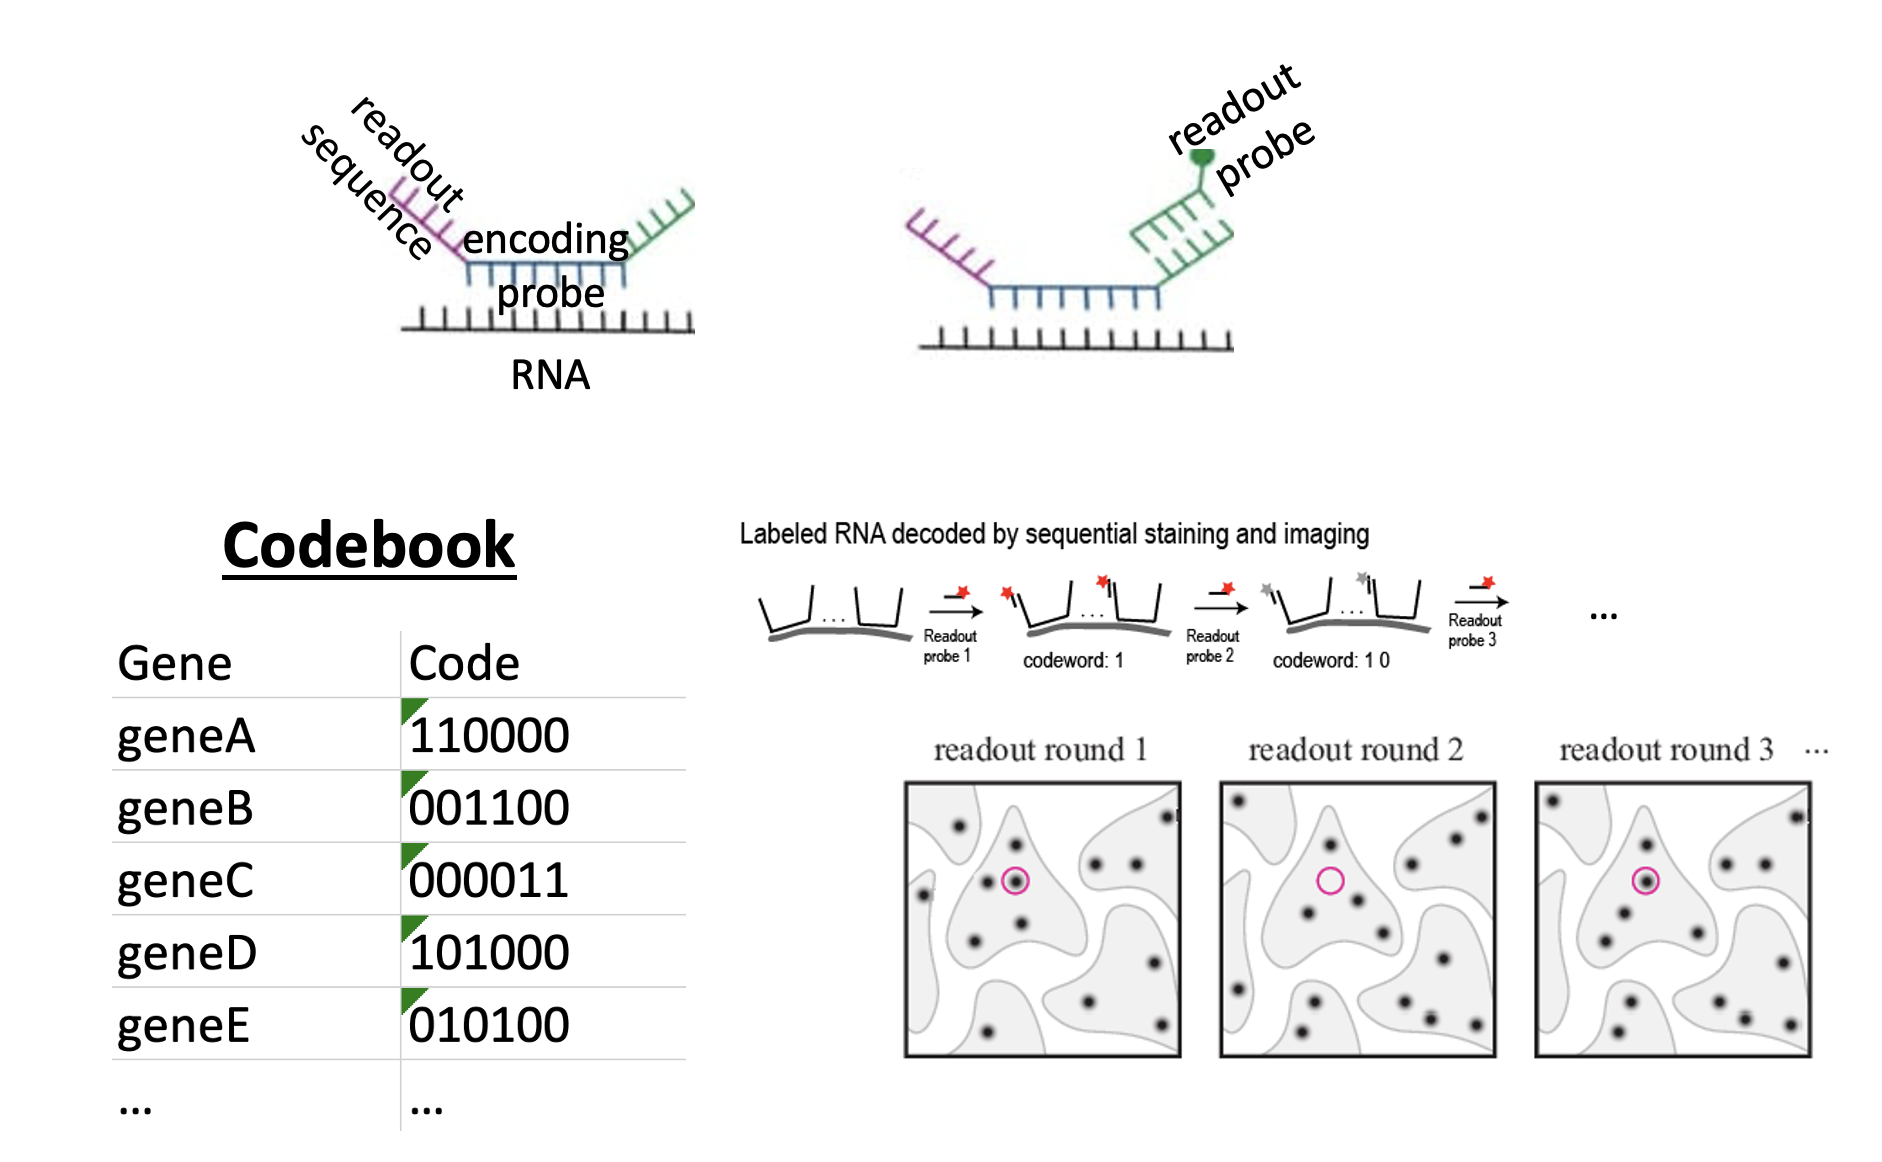 readout
sequence
encoding
probe
RNA
readout
probe
Codebook
Gene Code
geneA 110000
geneB 001100
geneC 000011
geneD 101000
geneE 010100
... ...
Labeled RNA decoded by sequential staining and imaging
... ... ... ...
Readout
probe 1
codeword: 1
Readout
probe 2
codeword: 1 0
Readout
probe 3
readout round 1
readout round 2
readout round 3 ...